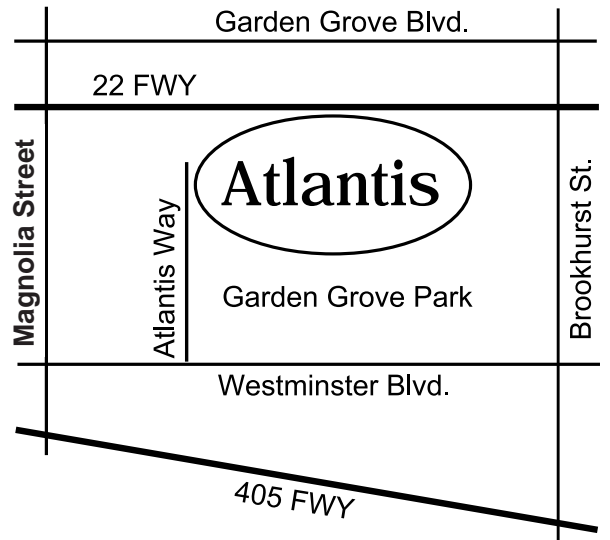 Garden Grove Blvd.
22 FWY
Magnolia Street
Atlantis
Atlantis Way
Brookhurst St.
Garden Grove Park
Westminster Blvd.
405 FWY